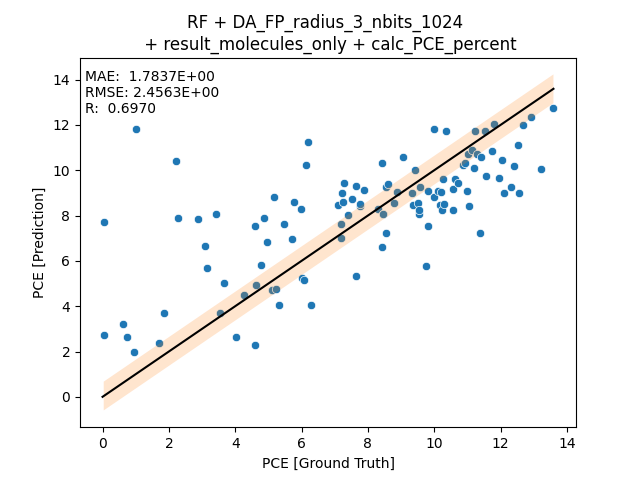 RF + DA_FP_radius_3_nbits_1024
+ result_molecules_only + calc_PCE_percent
MAE: 1.7837E+00
RMSE: 2.4563E+00
R: 0.6970
PCE [Prediction]
14
12
10
8
6
4
2
0
0 2 4 6 8 10 12 14
PCE [Ground Truth]